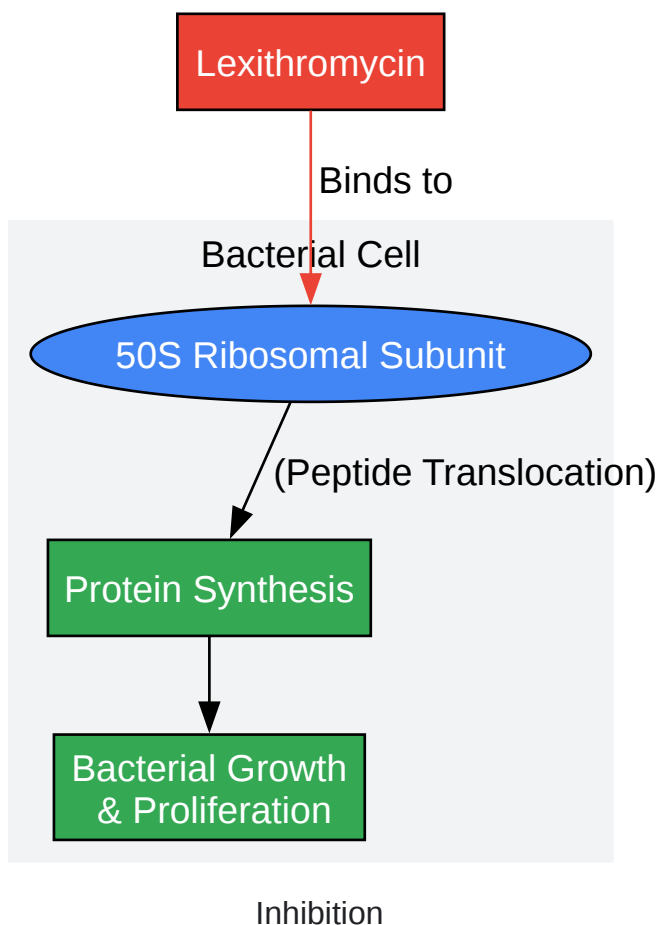 Lexithromycin
Binds to
Bacterial Cell
50S Ribosomal Subunit
(Peptide Translocation)
Protein Synthesis
Bacterial Growth
& Proliferation
Inhibition